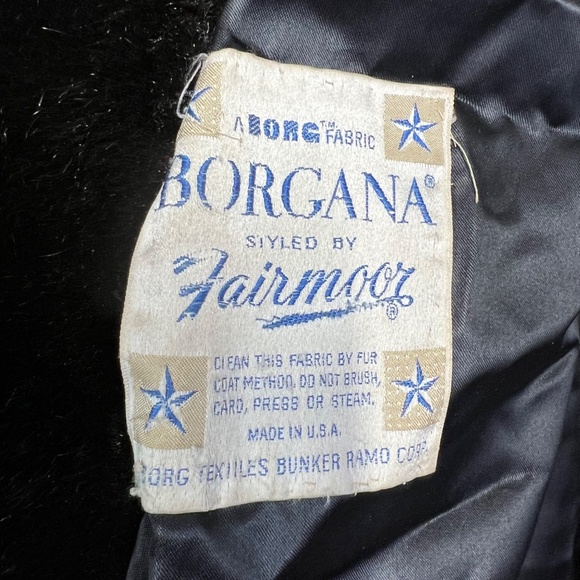 A BORG™ FABRIC
BORGANA®
STYLED BY
Fairmoor®
CLEAN THIS FABRIC BY FUR
COAT METHOD, DO NOT BRUSH,
CARD, PRESS OR STEAM.
MADE IN U.S.A.
BORG TEXTILES BUNKER RAMO CORP.